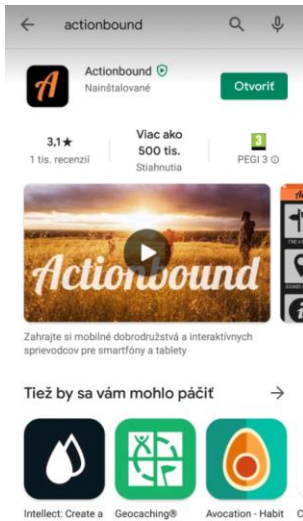 actionbound
Actionbound
Nainštalované
Otvoriť
3,1★
1 tis. recenzií
Viac ako
500 tis.
Stiahnutia
3
PEGI 3
Actionbound
Zahrajte si mobilné dobrodružstvá a interaktívnych
sprievodcov pre smartfóny a tablety
Tiež by sa vám mohlo páčiť
Intellect: Create a
Geocaching®
Avocation - Habit